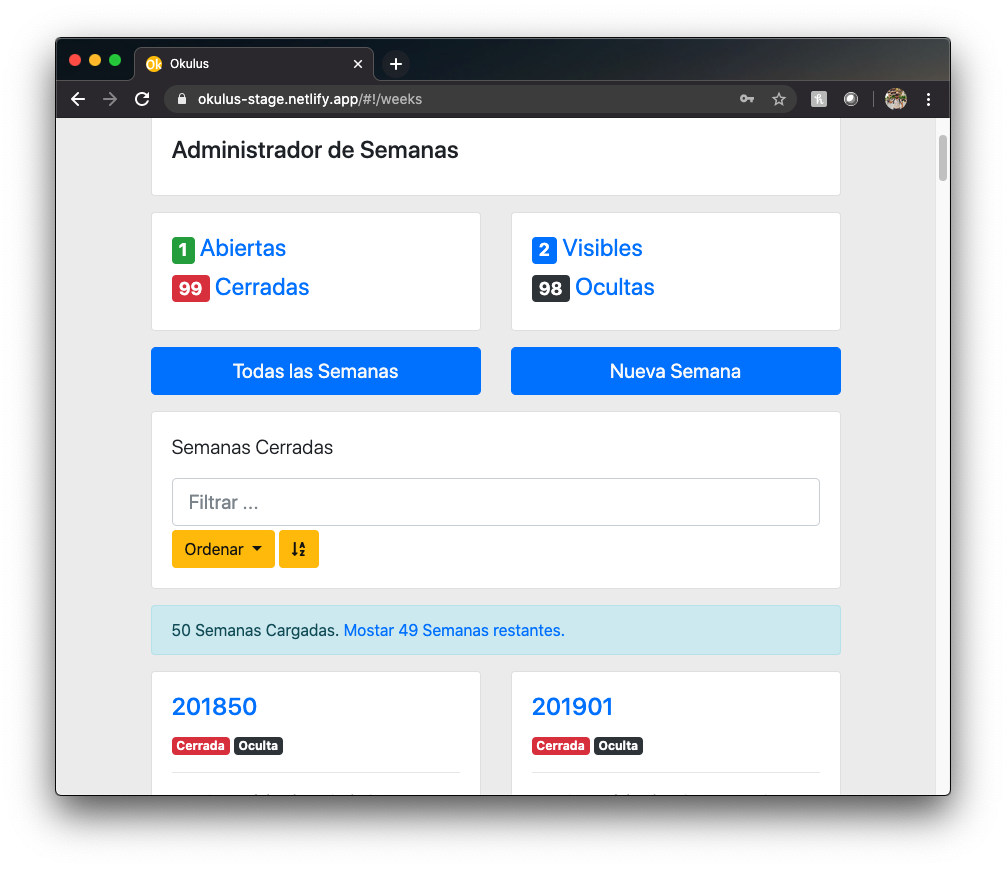 Okulus
okulus-stage.netlify.app/#!/weeks
Administrador de Semanas
1 Abiertas
99 Cerradas
2 Visibles
98 Ocultas
Todas las Semanas
Nueva Semana
Semanas Cerradas
Filtrar ...
Ordenar
50 Semanas Cargadas. Mostar 49 Semanas restantes.
201850
Cerrada Oculta
201901
Cerrada Oculta